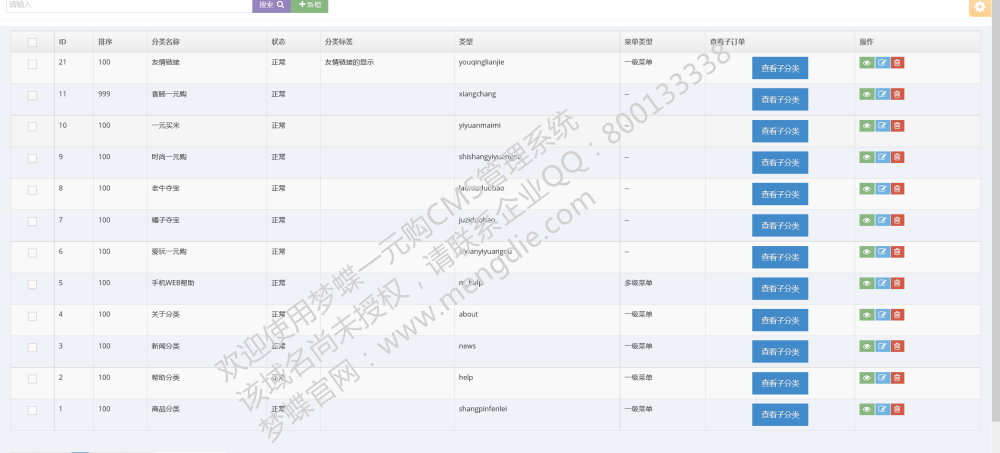 请输入 搜索 新增
ID 排序 分类名称 状态 分类标签 类型 菜单类型 查看子订单 操作
21 100 友情链接 正常 友情链接的显示 youqinglianjie 一级菜单 查看子分类
11 999 香肠一元购 正常 xiangchang -- 查看子分类
10 100 一元买米 正常 yiyuanmaimi -- 查看子分类
9 100 时尚一元购 正常 -- 查看子分类
8 100 老牛夺宝 正常 -- 查看子分类
7 100 橘子夺宝 正常 juziduobao 查看子分类
6 100 爱玩一元购 正常 -- 查看子分类
5 100 手机WEB帮助 正常 m_help 多级菜单 查看子分类
4 100 关于分类 正常 about 一级菜单 查看子分类
3 100 新闻分类 正常 news 一级菜单 查看子分类
2 100 帮助分类 正常 help 一级菜单 查看子分类
1 100 商品分类 正常 shangpinfenlei 一级菜单 查看子分类
欢迎使用梦蝶一元购CMS管理系统
该域名尚未授权，请联系企业QQ：800133338
梦蝶官网：www.mengdie.com